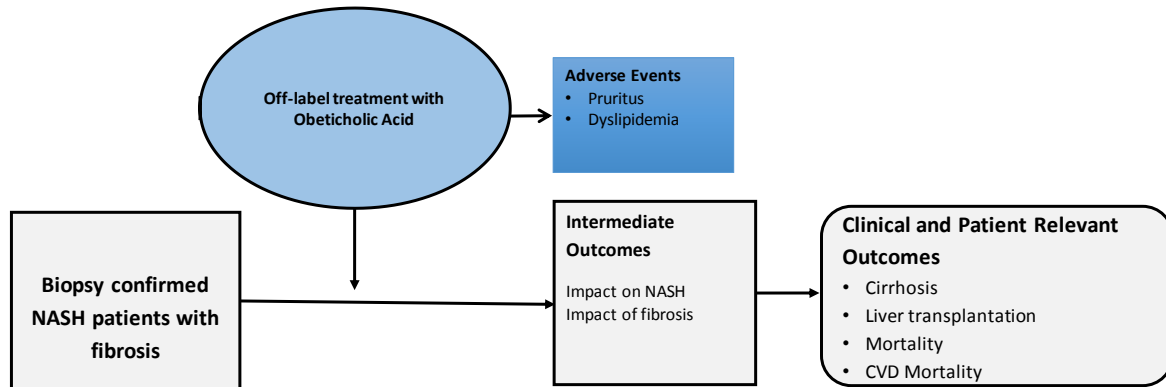 Off-label treatment with
Obeticholic Acid
Adverse Events
• Pruritus
• Dyslipidemia
Biopsy confirmed
NASH patients with
fibrosis
Intermediate
Outcomes
Impact on NASH
Impact of fibrosis
Clinical and Patient Relevant
Outcomes
• Cirrhosis
• Liver transplantation
• Mortality
• CVD Mortality